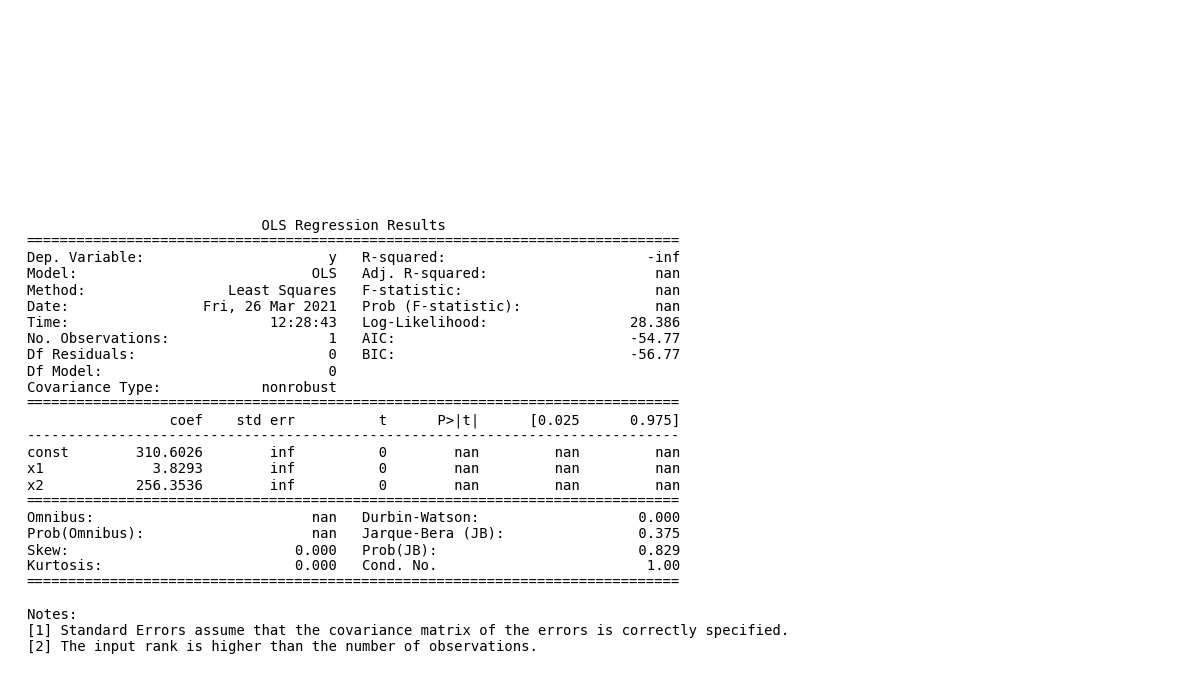 OLS Regression Results
==============================================================================
Dep. Variable:                      y   R-squared:                        -inf
Model:                            OLS   Adj. R-squared:                    nan
Method:                 Least Squares   F-statistic:                       nan
Date:                Fri, 26 Mar 2021   Prob (F-statistic):                nan
Time:                        12:28:43   Log-Likelihood:                 28.386
No. Observations:                   1   AIC:                            -54.77
Df Residuals:                       0   BIC:                            -56.77
Df Model:                           0
Covariance Type:            nonrobust
==============================================================================
                 coef    std err          t      P>|t|      [0.025      0.975]
------------------------------------------------------------------------------
const        310.6026        inf          0        nan         nan         nan
x1             3.8293        inf          0        nan         nan         nan
x2           256.3536        inf          0        nan         nan         nan
==============================================================================
Omnibus:                          nan   Durbin-Watson:                   0.000
Prob(Omnibus):                    nan   Jarque-Bera (JB):                0.375
Skew:                           0.000   Prob(JB):                        0.829
Kurtosis:                       0.000   Cond. No.                         1.00
==============================================================================

Notes:
[1] Standard Errors assume that the covariance matrix of the errors is correctly specified.
[2] The input rank is higher than the number of observations.